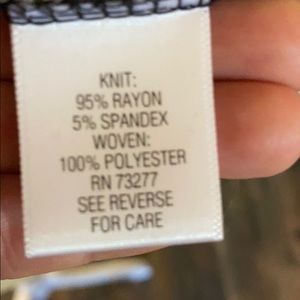 KNIT:
95% RAYON
5% SPANDEX
WOVEN:
100% POLYESTER
RN 73277
SEE REVERSE
FOR CARE